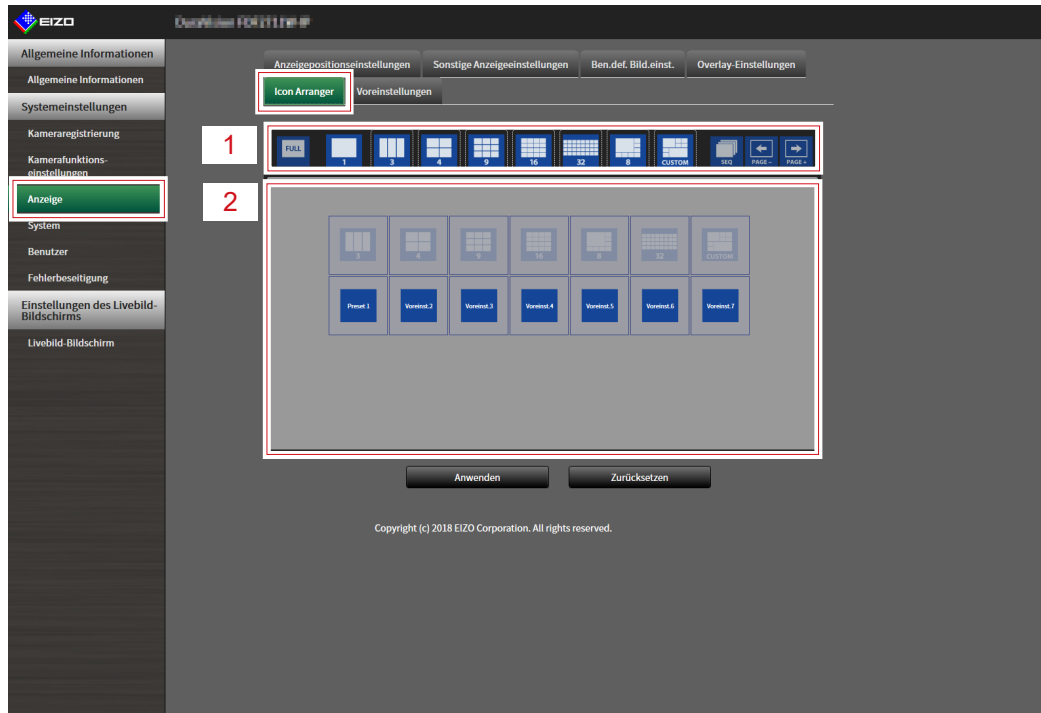 EIZO
Allgemeine Informationen
Allgemeine Informationen
Systemeinstellungen
Kameraregistrierung
Kamerafunktions-
einstellungen
Anzeige
System
Benutzer
Fehlerbeseitigung
Einstellungen des Livebild-
Bildschirms
Livebild-Bildschirm
Anzeigepositionseinstellungen Sonstige Anzeigeeinstellungen Ben.def. Bild.einst. Overlay-Einstellungen
Icon Arranger Voreinstellungen
1
FULL 1 3 4 9 16 32 8 CUSTOM SEQ PAGE - PAGE +
2
3 4 9 16 8 32 CUSTOM
Preset 1 Voreinst.2 Voreinst.3 Voreinst.4 Voreinst.5 Voreinst.6 Voreinst.7
Anwenden Zurücksetzen
Copyright (c) 2018 EIZO Corporation. All rights reserved.